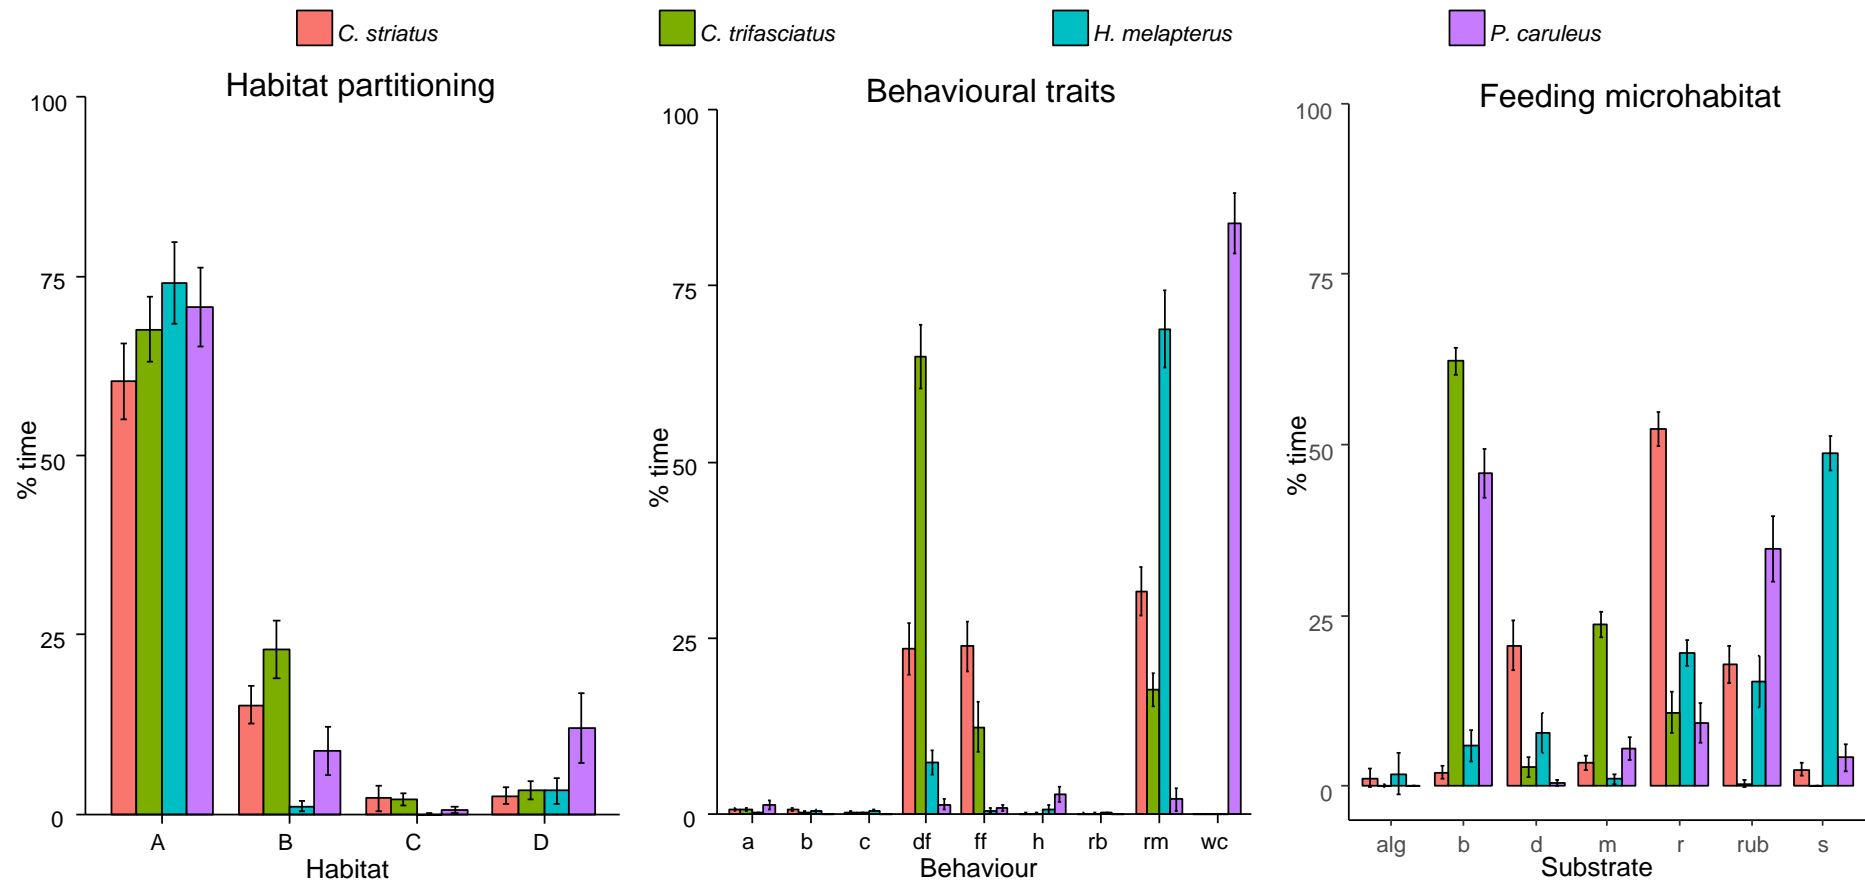 C. striatus
C. trifasciatus
H. melapterus
P. caruleus
Habitat partitioning
100
75
50
25
0
% time
A B C D
Habitat
Behavioural traits
100
75
50
25
0
% time
a b c df ff h rb rm wc
Behaviour
Feeding microhabitat
100
75
50
25
0
% time
alg b d m r rub s
Substrate